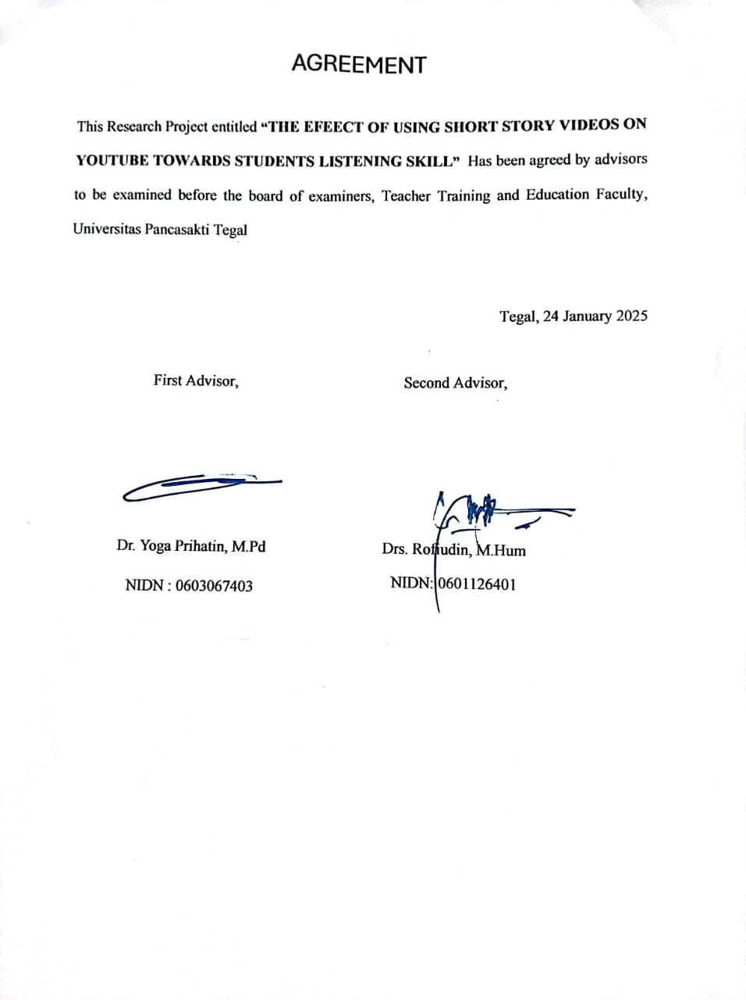 AGREEMENT
This Research Project entitled “THE EFEECT OF USING SHORT STORY VIDEOS ON
YOUTUBE TOWARDS STUDENTS LISTENING SKILL” Has been agreed by advisors
to be examined before the board of examiners, Teacher Training and Education Faculty,
Universitas Pancasakti Tegal
Tegal, 24 January 2025
First Advisor,
Second Advisor,
Dr. Yoga Prihatin, M.Pd
Drs. Roffudin, M.Hum
NIDN : 0603067403
NIDN: 0601126401